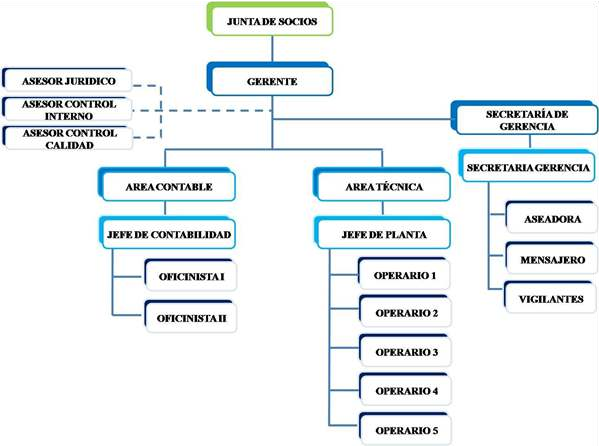 JUNTA DE SOCIOS
GERENTE
ASESOR JURIDICO
ASESOR CONTROL
INTERNO
ASESOR CONTROL
CALIDAD
SECRETARÍA DE
GERENCIA
SECRETARIA GERENCIA
ASEADORA
MENSAJERO
VIGILANTES
AREA CONTABLE
JEFE DE CONTABILIDAD
OFICINISTA I
OFICINISTA II
AREA TÉCNICA
JEFE DE PLANTA
OPERARIO 1
OPERARIO 2
OPERARIO 3
OPERARIO 4
OPERARIO 5